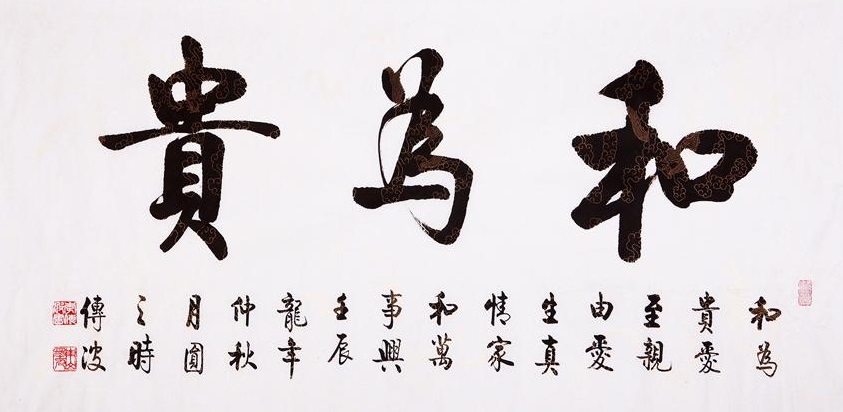 和為貴
和為
貴愛
至親
由愛
生真
情家
和萬
事興
壬辰
龍年
仲秋
月圓
之時
傅波